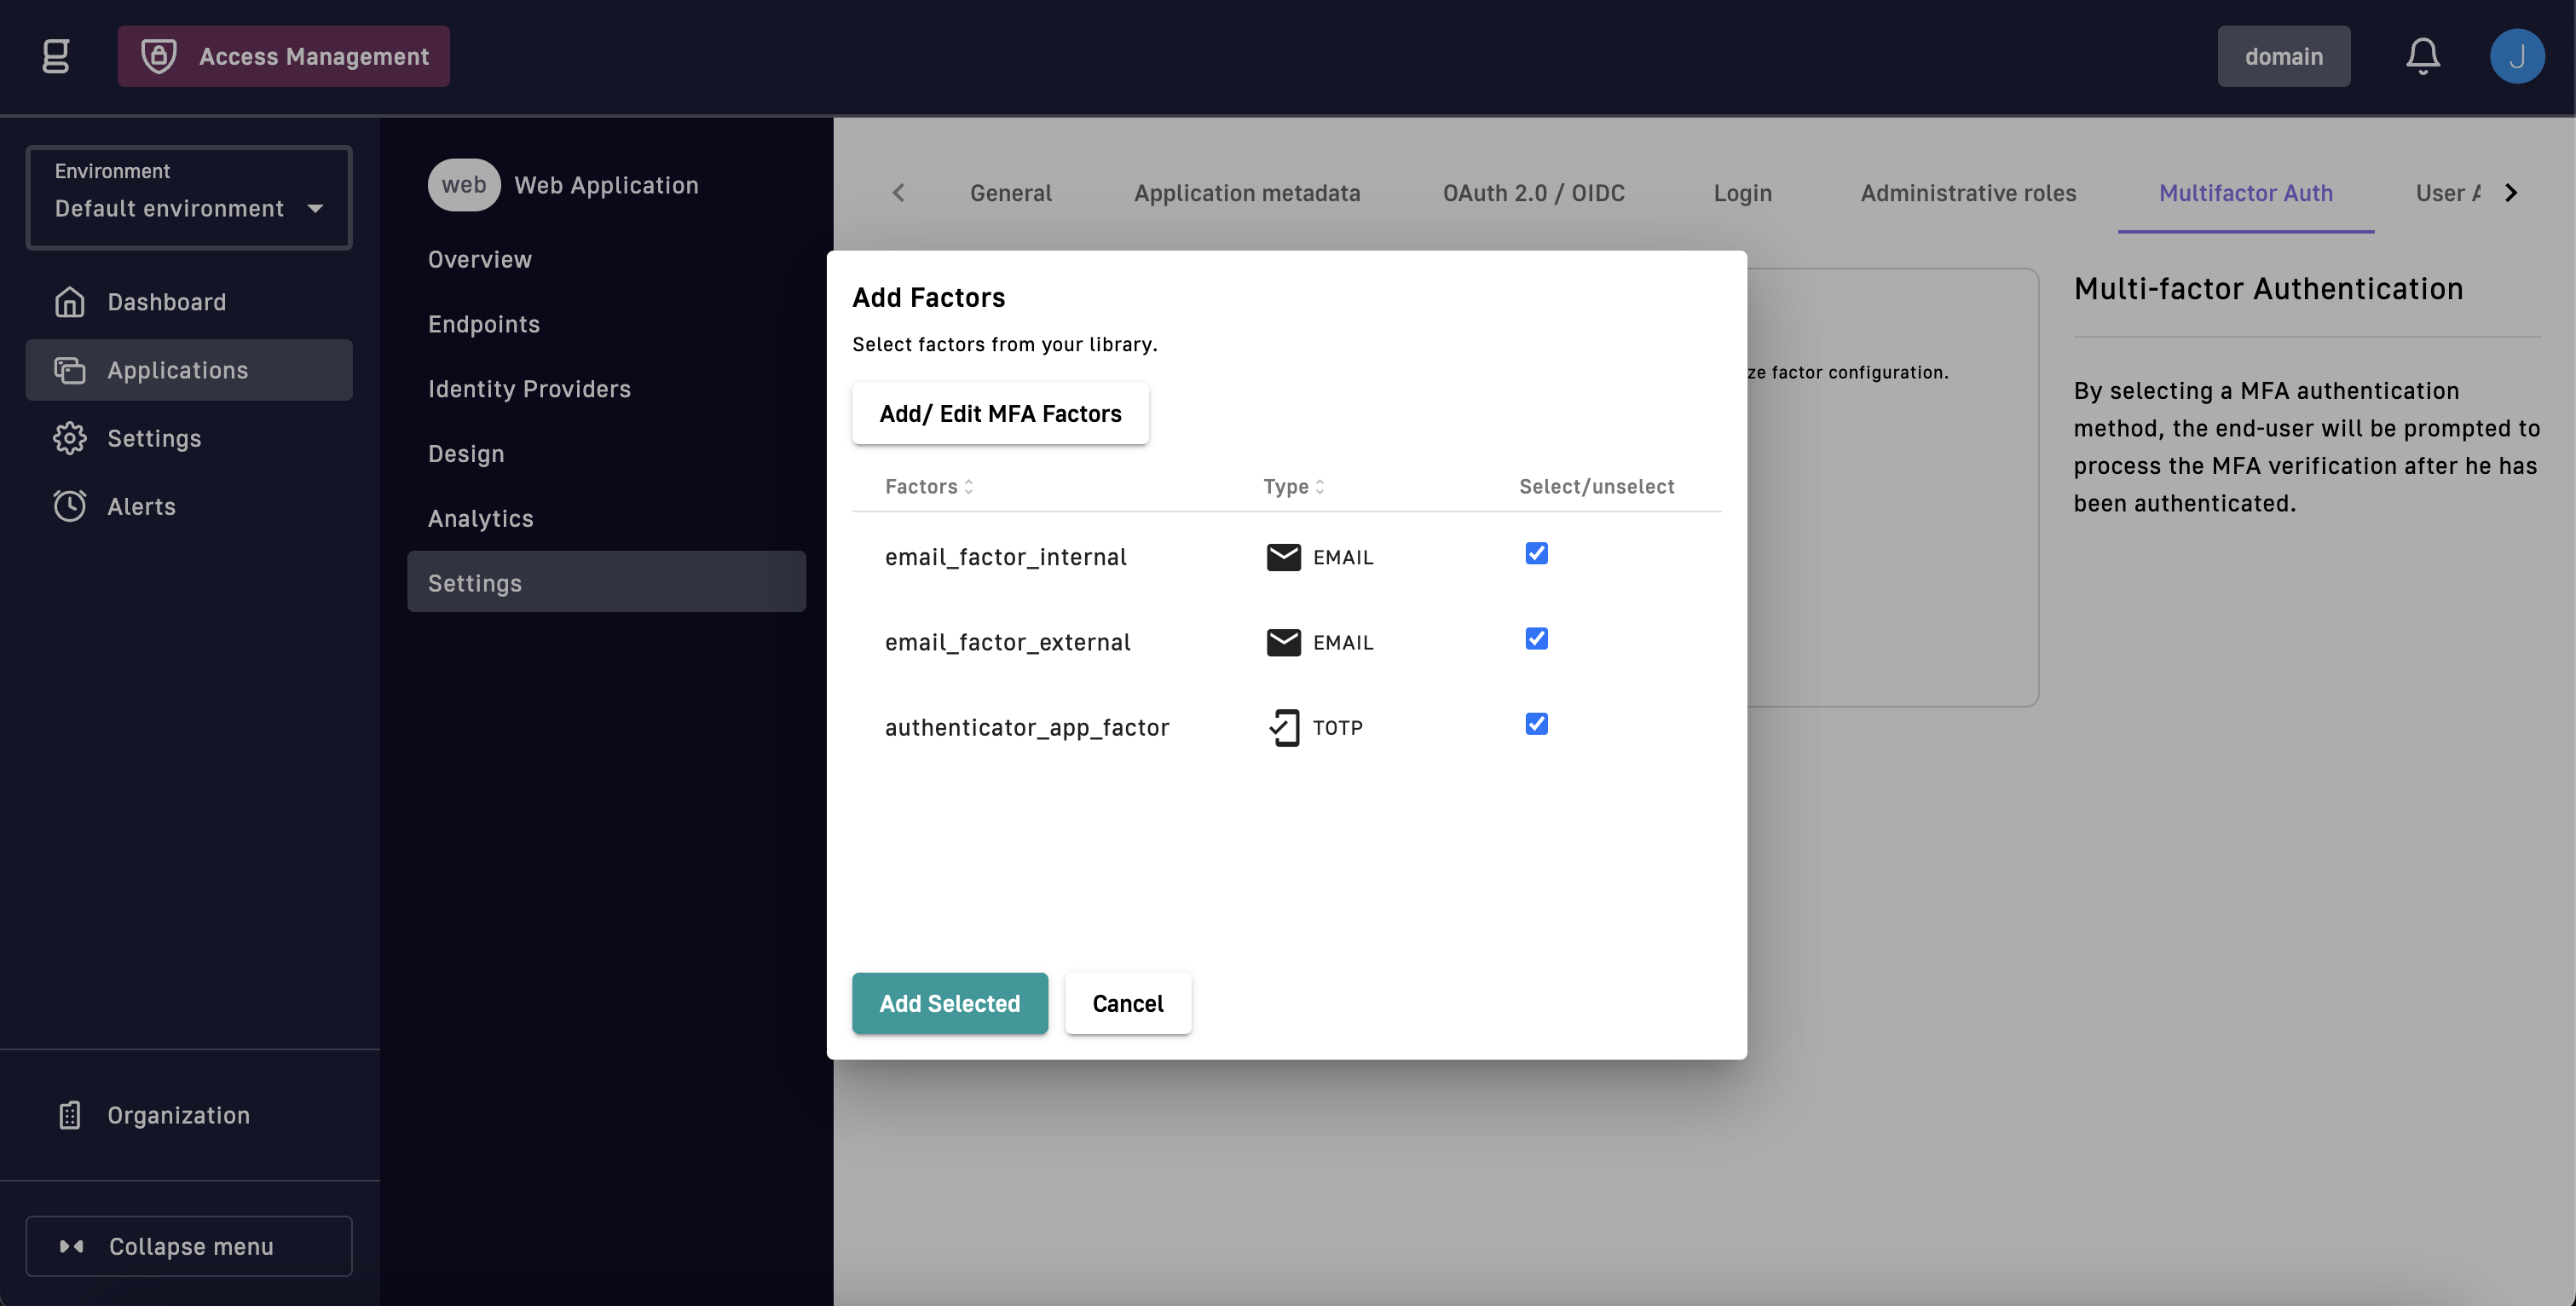 g
Access Management
domain
J
Environment
Default environment
Dashboard
Applications
Settings
Alerts
Organization
Collapse menu
web Web Application
Overview
Endpoints
Identity Providers
Design
Analytics
Settings
General Application metadata OAuth 2.0 / OIDC Login Administrative roles Multifactor Auth User
Add Factors
Select factors from your library.
Add/ Edit MFA Factors
Factors Type Select/unselect
email_factor_internal EMAIL
email_factor_external EMAIL
authenticator_app_factor TOTP
Add Selected Cancel
factor configuration.
Multi-factor Authentication
By selecting a MFA authentication
method, the end-user will be prompted to
process the MFA verification after he has
been authenticated.